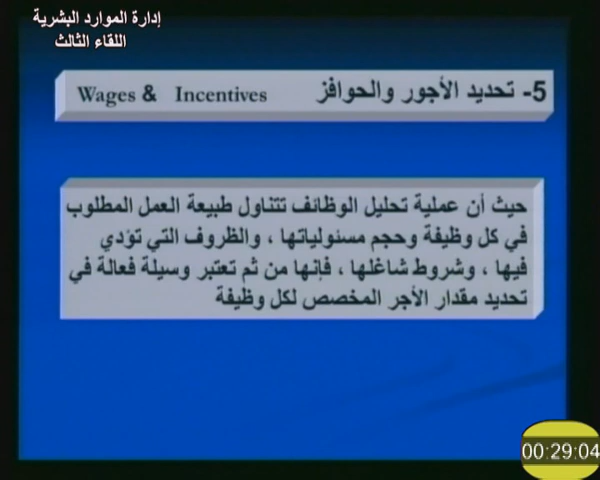 إدارة الموارد البشرية
اللقاء الثالث
5- تحديد الأجور والحوافز Wages & Incentives
حيث أن عملية تحليل الوظائف تتناول طبيعة العمل المطلوب
في كل وظيفة وحجم مسئولياتها ، والظروف التي تؤدي
فيها ، وشروط شاغلها ، فإنها من ثم تعتبر وسيلة فعالة في
تحديد مقدار الأجر المخصص لكل وظيفة
00:29:04